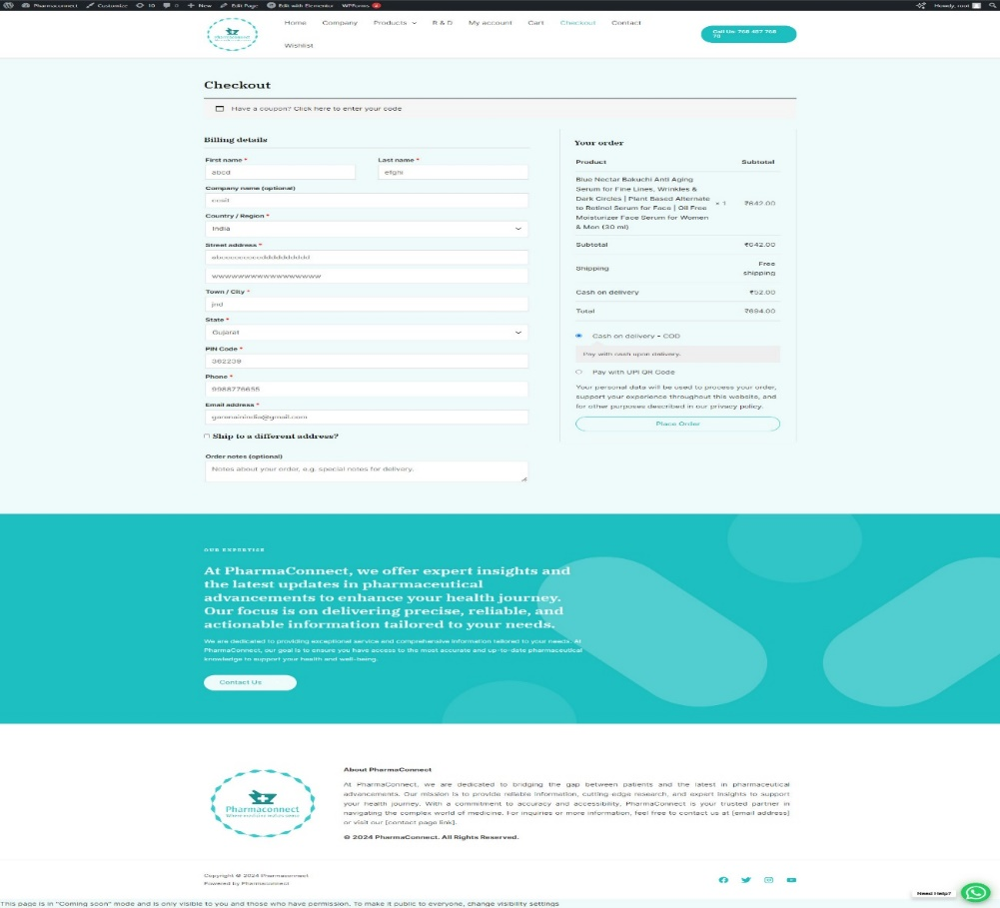 PharmaConnect Customize 10 0 New Edit Page Edit with Elementor WPForms Howdy, root
Home Company Products R & D My account Cart Checkout Contact
Wishlist
Call Us: 768 487 768
70
Checkout
Have a coupon? Click here to enter your code
Billing details
First name *
Last name *
abcd
efghi
Company name (optional)
Country / Region *
India
Street address *
wwwwwwwwwwwwwwwww
Town / City *
jnd
State *
Gujarat
PIN Code *
362239
Phone *
9988776655
Email address *
Ship to a different address?
Order notes (optional)
Notes about your order, e.g. special notes for delivery.
Your order
Product Subtotal
Blue Nectar Bakuchi Anti Aging
Serum for Fine Lines, Wrinkles &
Dark Circles | Plant Based Alternate
to Retinol Serum for Face | Oil Free × 1 ₹642.00
Moisturizer Face Serum for Women
& Men (30 ml)
Subtotal ₹642.00
Shipping Free
shipping
Cash on delivery ₹52.00
Total ₹694.00
Cash on delivery - COD
Pay with cash upon delivery.
Pay with UPI QR Code
Your personal data will be used to process your order,
support your experience throughout this website, and
for other purposes described in our privacy policy.
Place Order
OUR EXPERTISE
At PharmaConnect, we offer expert insights and
the latest updates in pharmaceutical
advancements to enhance your health journey.
Our focus is on delivering precise, reliable, and
actionable information tailored to your needs.
We are dedicated to providing exceptional service and comprehensive information tailored to your needs. At
PharmaConnect, our goal is to ensure you have access to the most accurate and up-to-date pharmaceutical
knowledge to support your health and well-being.
Contact Us
Pharmaconnect
About PharmaConnect
At PharmaConnect, we are dedicated to bridging the gap between patients and the latest in pharmaceutical
advancements. Our mission is to provide reliable information, cutting-edge research, and expert insights to support
your health journey. With a commitment to accuracy and accessibility, PharmaConnect is your trusted partner in
navigating the complex world of medicine. For inquiries or more information, feel free to contact us at [email address]
or visit our [contact page link].
© 2024 PharmaConnect. All Rights Reserved.
Copyright © 2024 Pharmaconnect
Powered by Pharmaconnect
Need Help?
This page is in "Coming soon" mode and is only visible to you and those who have permission. To make it public to everyone, change visibility settings